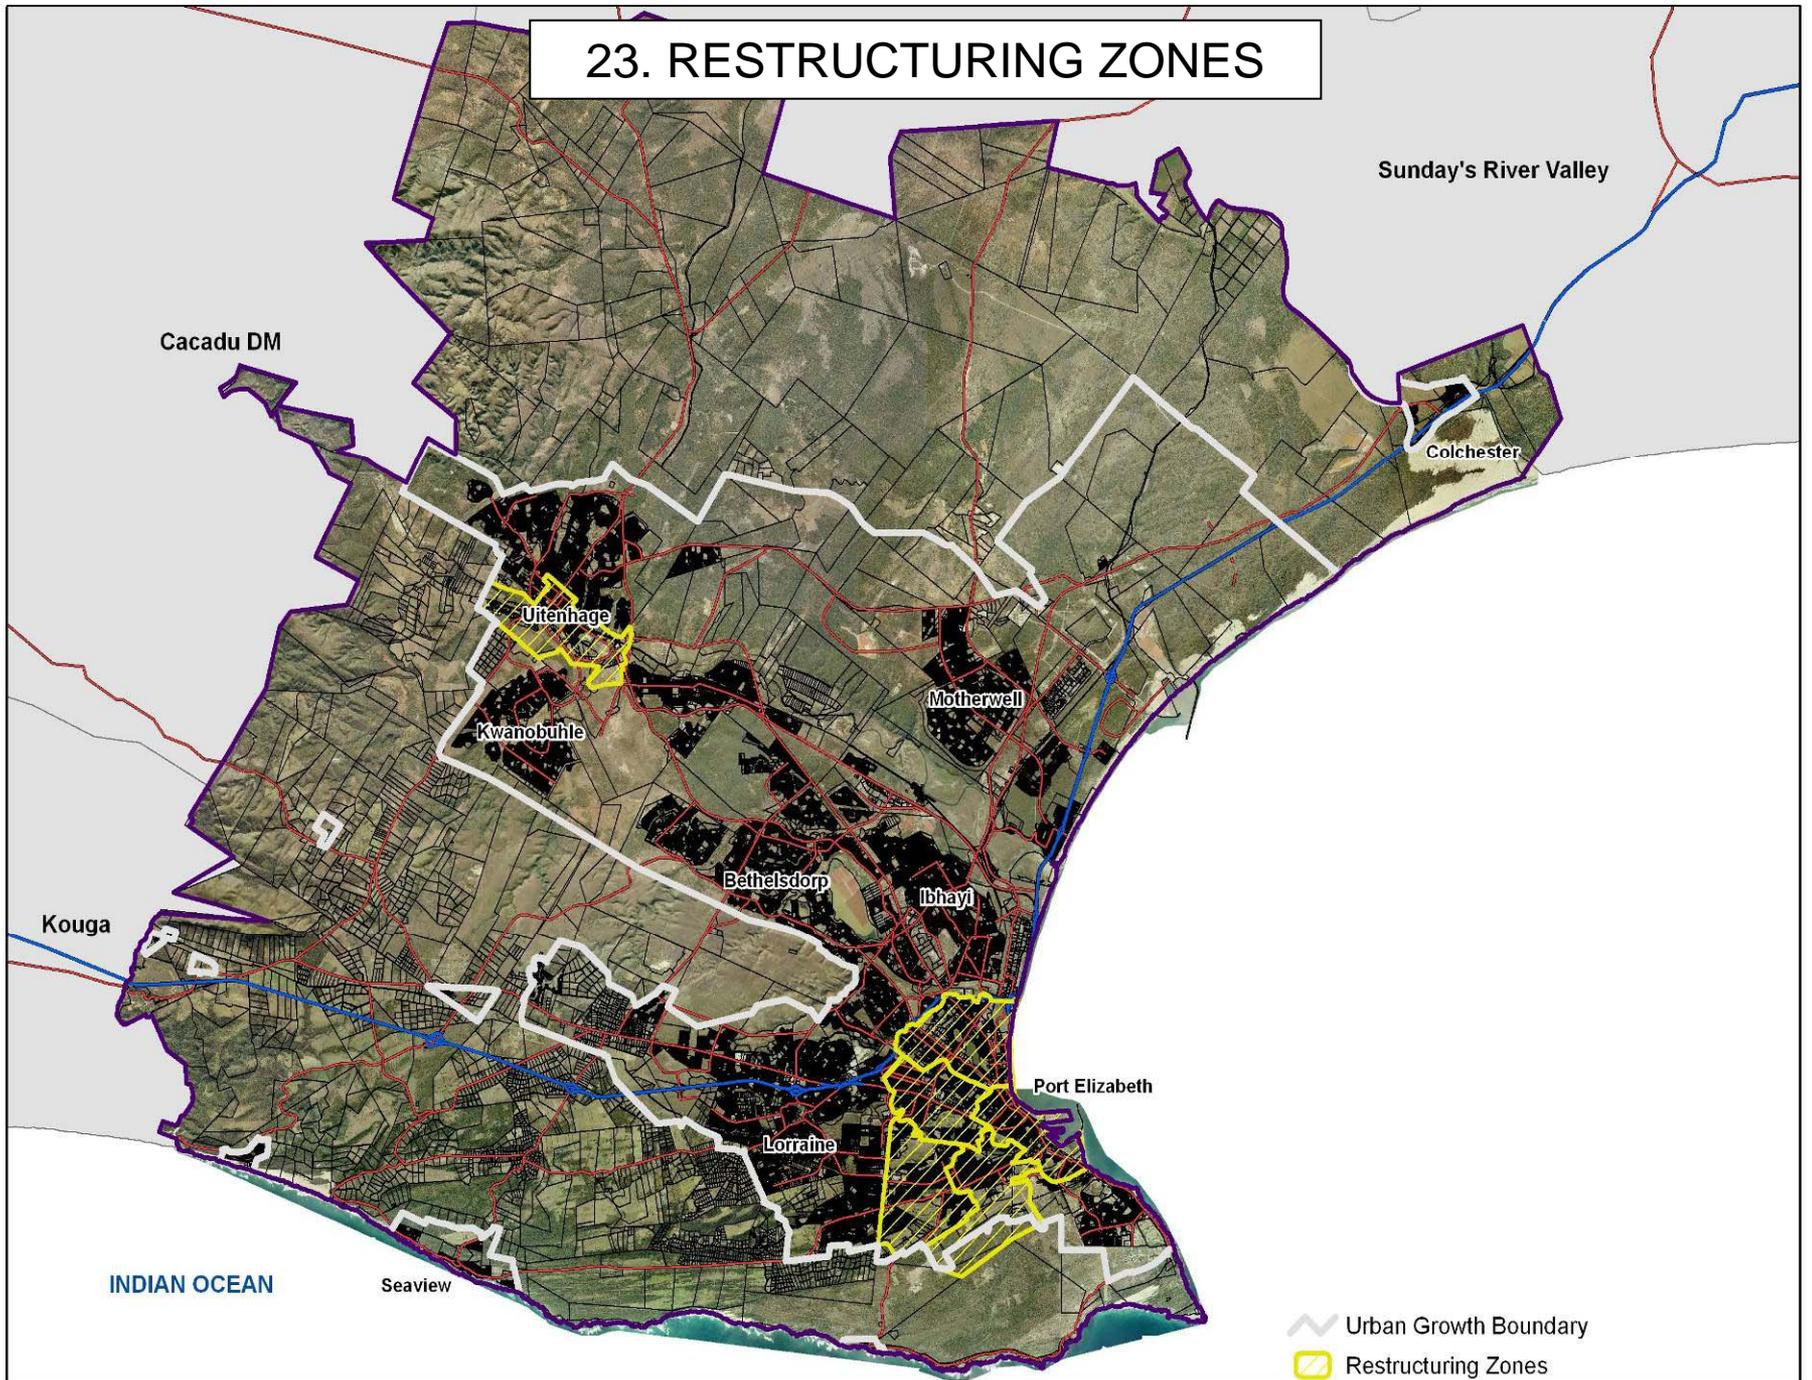 23. RESTRUCTURING ZONES
Sunday's River Valley
Cacadu DM
Colchester
Uitenhage
Motherwell
Kwanobuhle
Bethelsdorp
Ibhayi
Kouga
Port Elizabeth
Lorraine
INDIAN OCEAN
Seaview
Urban Growth Boundary
Restructuring Zones